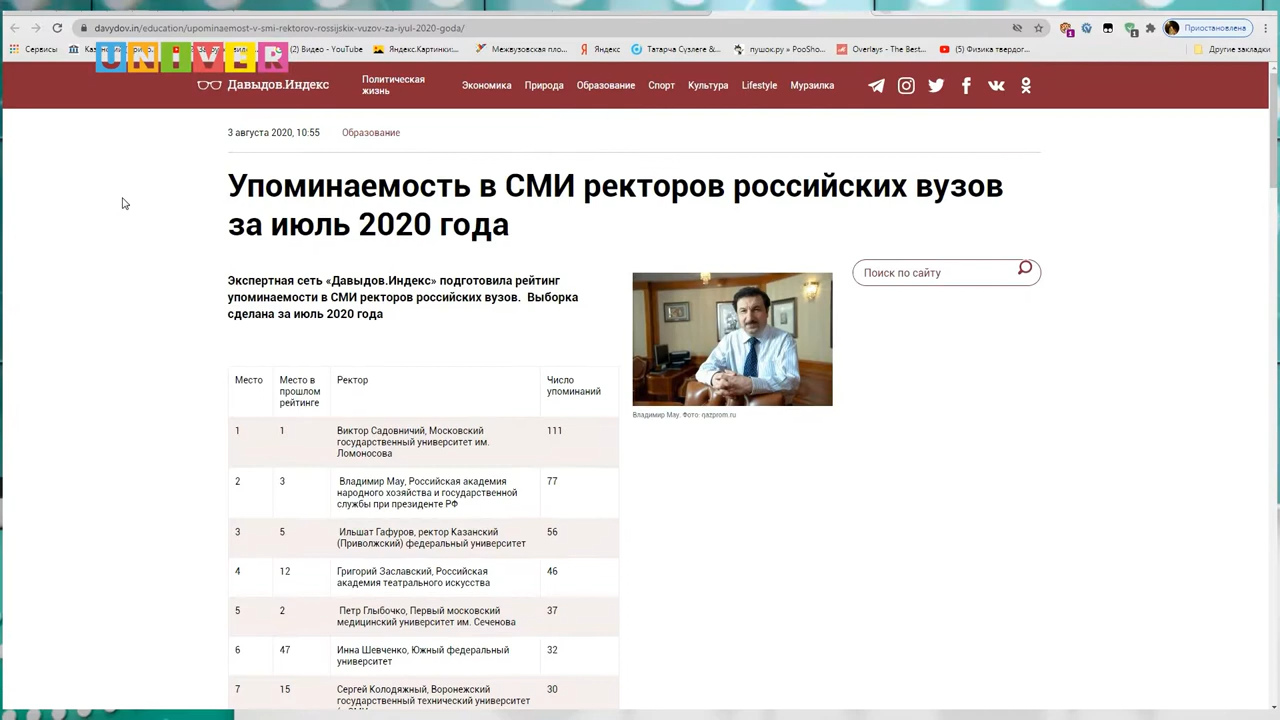 davydov.in/education/upominaemost-v-smi-rektorov-rossijskix-vuzov-za-iyul-2020-goda/
Приостановлена
Сервисы
(2) Видео - YouTube
Яндекс.Картинки:...
Межвузовская пло...
Яндекс
Татарча Сүзлеге &...
пушок.ру » PooSh...
Overlays - The Best...
(5) Физика твердог...
Другие закладки
UNIVER
Давыдов.Индекс
Политическая
жизнь
Экономика
Природа
Образование
Спорт
Культура
Lifestyle
Мурзилка
3 августа 2020, 10:55
Образование
Упоминаемость в СМИ ректоров российских вузов
за июль 2020 года
Экспертная сеть «Давыдов.Индекс» подготовила рейтинг
упоминаемости в СМИ ректоров российских вузов. Выборка
сделана за июль 2020 года
Поиск по сайту
Владимир Мау. Фото: gazprom.ru
Место
Место в
прошлом
рейтинге
Ректор
Число
упоминаний
1
1
Виктор Садовничий, Московский
государственный университет им.
Ломоносова
111
2
3
Владимир Мау, Российская академия
народного хозяйства и государственной
службы при президенте РФ
77
3
5
Ильшат Гафуров, ректор Казанский
(Приволжский) федеральный университет
56
4
12
Григорий Заславский, Российская
академия театрального искусства
46
5
2
Петр Глыбочко, Первый московский
медицинский университет им. Сеченова
37
6
47
Инна Шевченко, Южный федеральный
университет
32
7
15
Сергей Колодяжный, Воронежский
государственный технический университет
30